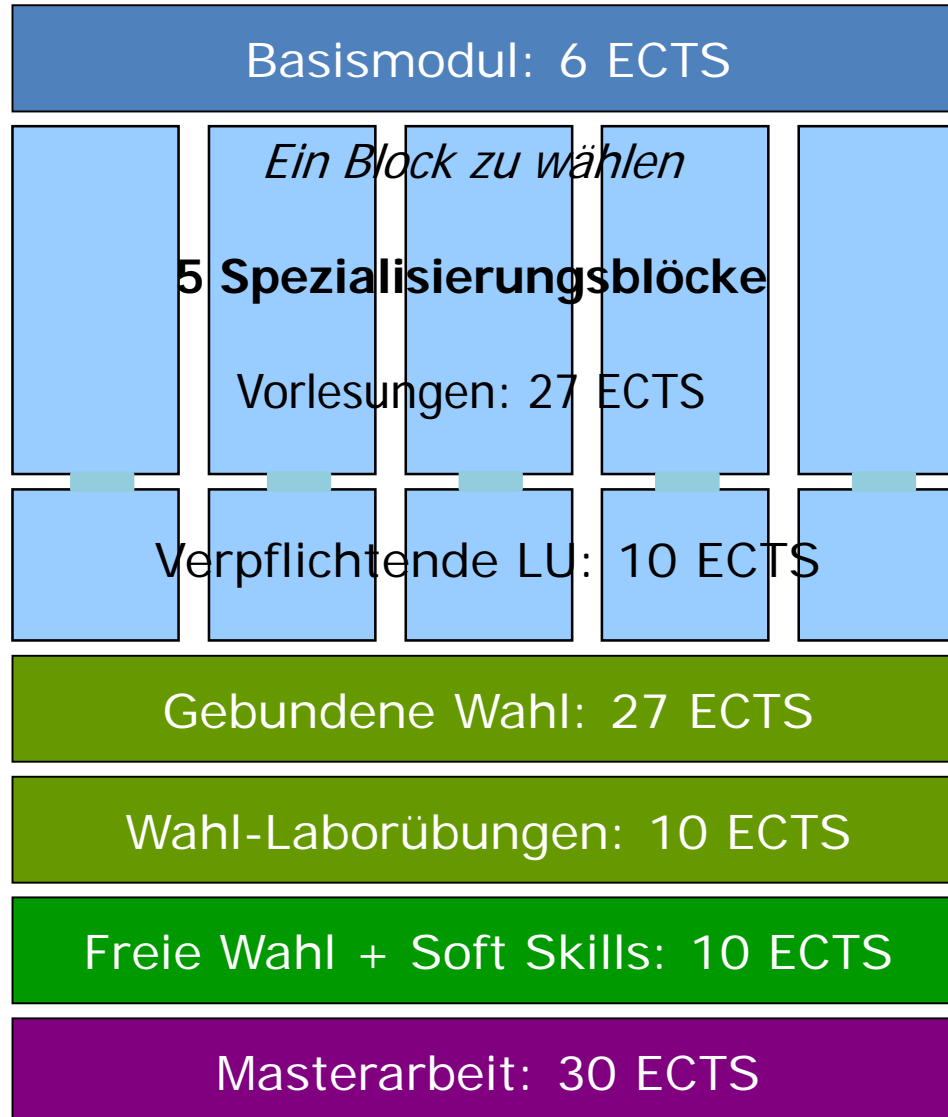 Basismodul: 6 ECTS
Ein Block zu wählen
5 Spezialisierungsblöcke
Vorlesungen: 27 ECTS
Verpflichtende LU: 10 ECTS
Gebundene Wahl: 27 ECTS
Wahl-Laborübungen: 10 ECTS
Freie Wahl + Soft Skills: 10 ECTS
Masterarbeit: 30 ECTS